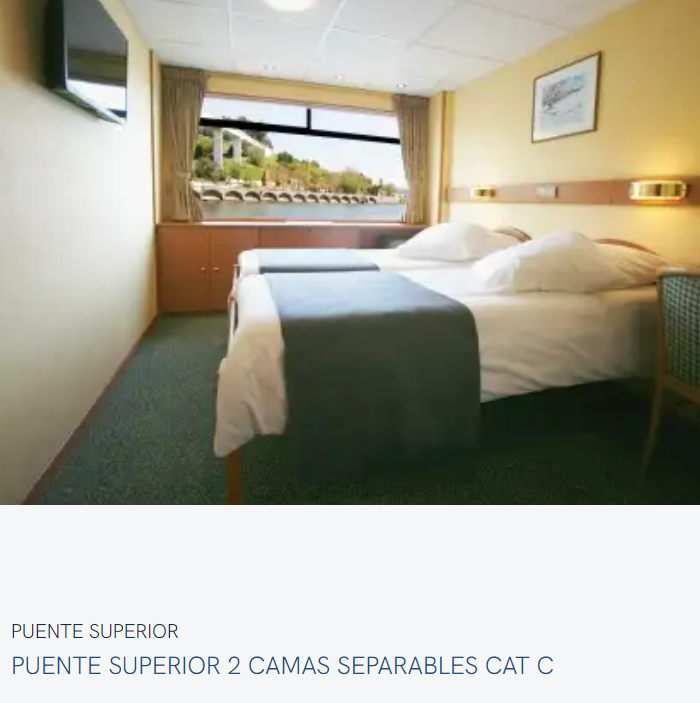 PUENTE SUPERIOR
PUENTE SUPERIOR 2 CAMAS SEPARABLES CAT C